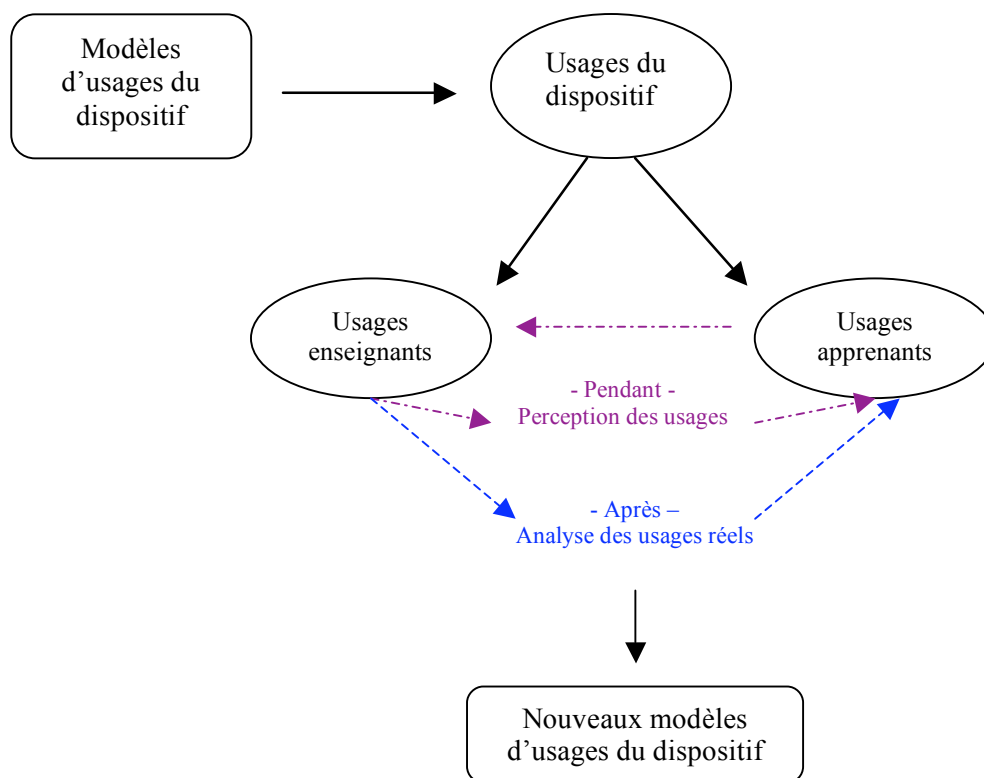 Modèles
d’usages du
dispositif
Usages du
dispositif
Usages
enseignants
Usages
apprenants
- Pendant -
Perception des usages
- Après –
Analyse des usages réels
Nouveaux modèles
d’usages du dispositif